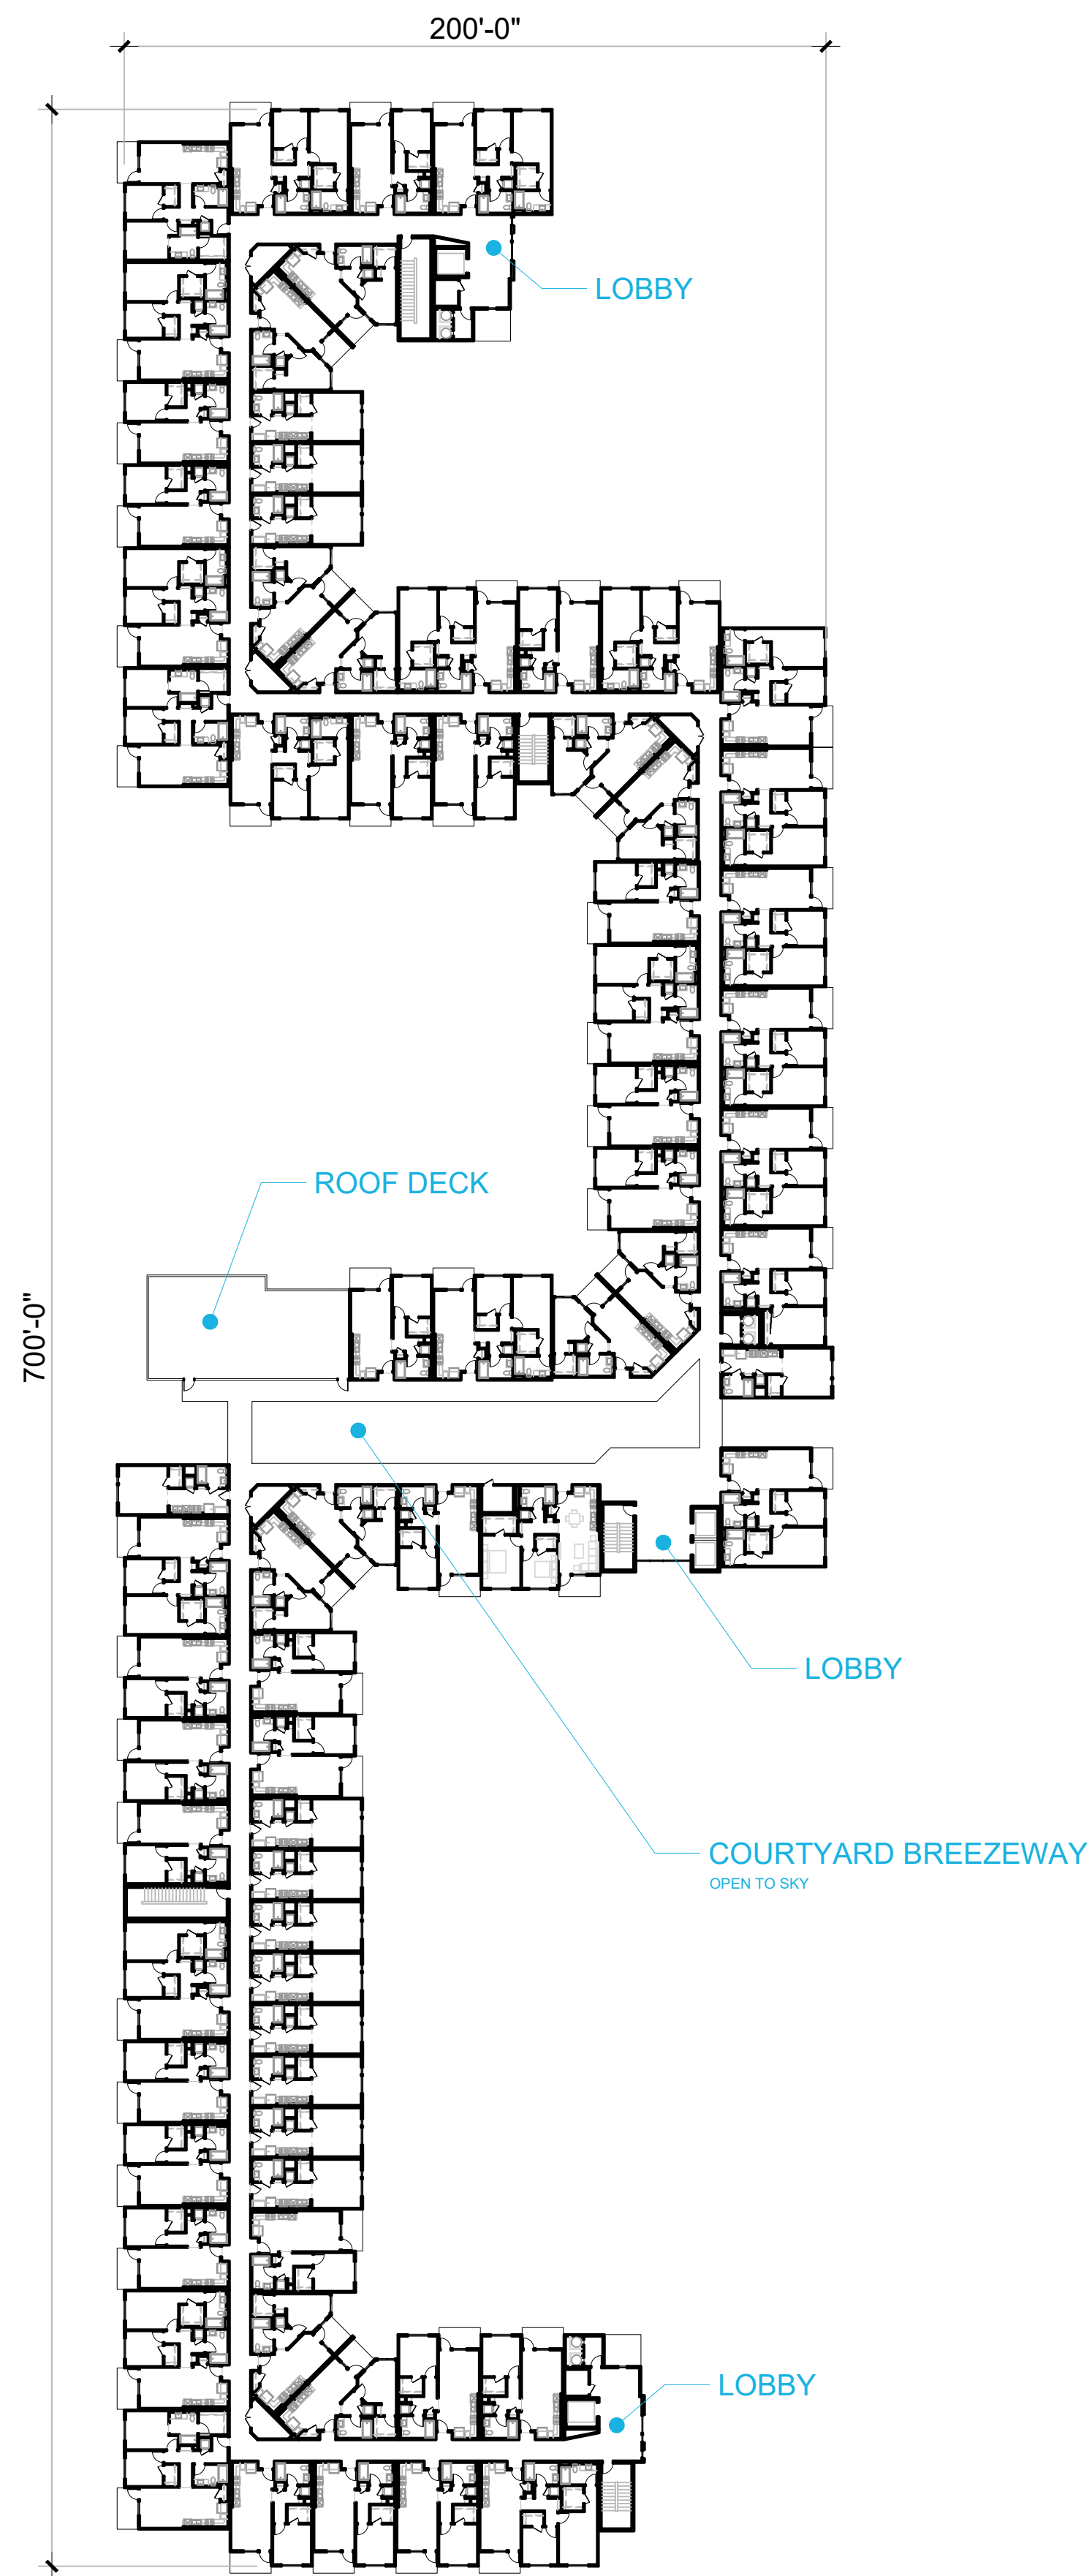 200'-0"
LOBBY
ROOF DECK
700'-0"
LOBBY
COURTYARD BREEZEWAY
OPEN TO SKY
LOBBY